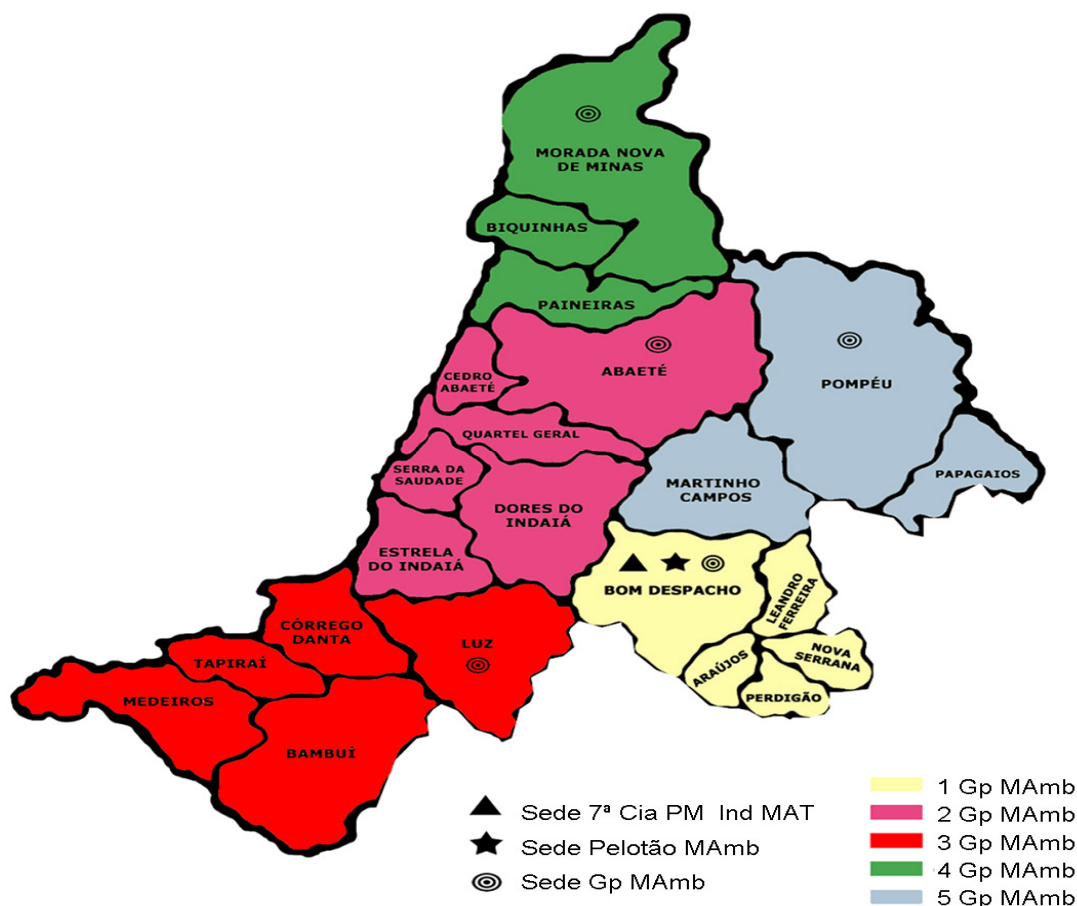 MORADA NOVA
DE MINAS
BIQUINHAS
PAINEIRAS
CEDRO
ABAETÉ
ABAETÉ
POMPÉU
QUARTEL GERAL
SERRA DA
SAUDADE
MARTINHO
CAMPOS
PAPAGAIOS
DORES DO
INDAIÁ
ESTRELA
DO INDAIÁ
BOM DESPACHO
LEANDRO
FERREIRA
CÓRREGO
DANTA
LUZ
NOVA
SERRANA
ARAÚJOS
TAPIRAÌ
PERDIGÃO
MEDEIROS
BAMBUÌ
Sede 7ª Cia PM Ind MAT
Sede Pelotão MAmb
Sede Gp MAmb
1 Gp MAmb
2 Gp MAmb
3 Gp MAmb
4 Gp MAmb
5 Gp MAmb